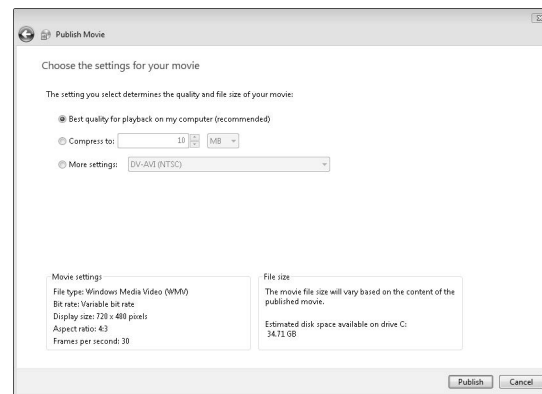 Publish Movie
Choose the settings for your movie
The setting you select determines the quality and file size of your movie:
Best quality for playback on my computer (recommended)
Compress to: 10 MB
More settings: DV-AVI (NTSC)
Movie settings
File type: Windows Media Video (WMV)
Bit rate: Variable bit rate
Display size: 720 x 480 pixels
Aspect ratio: 4:3
Frames per second: 30
File size
The movie file size will vary based on the content of the
published movie.
Estimated disk space available on drive C:
34.71 GB
Publish Cancel